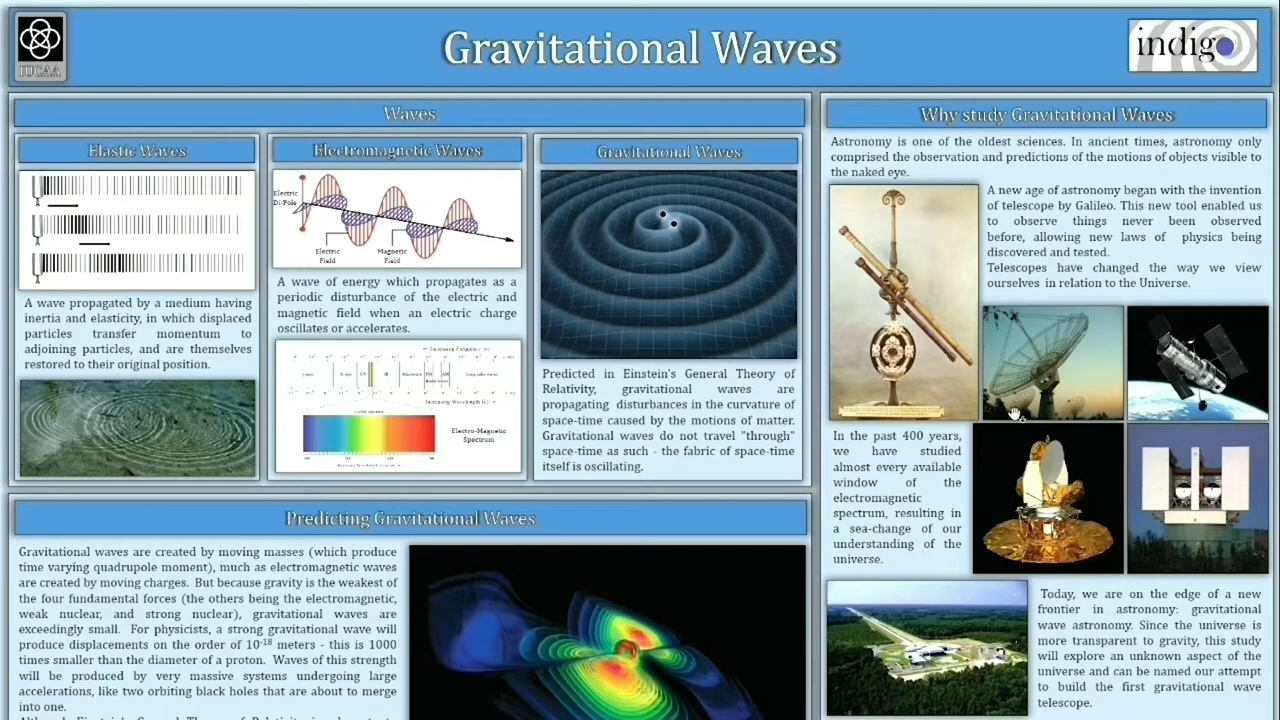 Gravitational Waves
IUCAA
indigo
Waves
Elastic Waves
A wave propagated by a medium having
inertia and elasticity, in which displaced
particles transfer momentum to
adjoining particles, and are themselves
restored to their original position.
Electromagnetic Waves
Electric
Di-Pole
Electric
Field
Magnetic
Field
A wave of energy which propagates as a
periodic disturbance of the electric and
magnetic field when an electric charge
oscillates or accelerates.
Increasing Frequency (ν)
Increasing Wavelength (λ)
Electro-Magnetic
Spectrum
Gravitational Waves
Predicted in Einstein's General Theory of
Relativity, gravitational waves are
propagating disturbances in the curvature of
space-time caused by the motions of matter.
Gravitational waves do not travel "through"
space-time as such - the fabric of space-time
itself is oscillating.
Predicting Gravitational Waves
Gravitational waves are created by moving masses (which produce
time varying quadrupole moment), much as electromagnetic waves
are created by moving charges. But because gravity is the weakest of
the four fundamental forces (the others being the electromagnetic,
weak nuclear, and strong nuclear), gravitational waves are
exceedingly small. For physicists, a strong gravitational wave will
produce displacements on the order of 10⁻¹⁸ meters - this is 1000
times smaller than the diameter of a proton. Waves of this strength
will be produced by very massive systems undergoing large
accelerations, like two orbiting black holes that are about to merge
into one.
Why study Gravitational Waves
Astronomy is one of the oldest sciences. In ancient times, astronomy only
comprised the observation and predictions of the motions of objects visible to
the naked eye.
A new age of astronomy began with the invention
of telescope by Galileo. This new tool enabled us
to observe things never been observed
before, allowing new laws of physics being
discovered and tested.
Telescopes have changed the way we view
ourselves in relation to the Universe.
In the past 400 years,
we have studied
almost every available
window of the
electromagnetic
spectrum, resulting in
a sea-change of our
understanding of the
universe.
Today, we are on the edge of a new
frontier in astronomy: gravitational
wave astronomy. Since the universe is
more transparent to gravity, this study
will explore an unknown aspect of the
universe and can be named our attempt
to build the first gravitational wave
telescope.